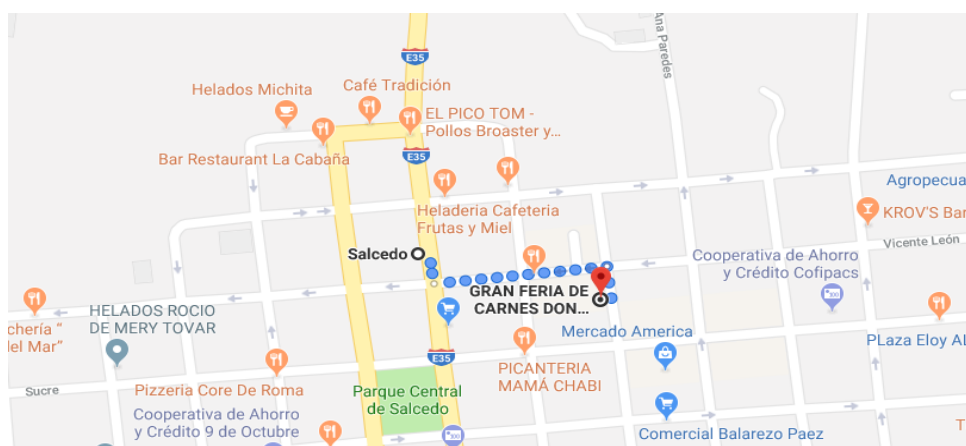 E35
Ana Paredes
Café Tradición
Helados Michita
EL PICO TOM -
Pollos Broaster y...
Bar Restaurant La Cabaña
E35
Agropecua
Heladeria Cafeteria
Frutas y Miel
KROV'S Bar
Vicente León
Salcedo
Cooperativa de Ahorro
y Crédito Cofipacs
GRAN FERIA DE
CARNES DON...
HELADOS ROCIO
DE MERY TOVAR
chería “
del Mar”
Mercado America
PLaza Eloy AL
E35
PICANTERIA
MAMÁ CHABI
Sucre
Pizzeria Core De Roma
Parque Central
de Salcedo
Cooperativa de Ahorro
y Crédito 9 de Octubre
Comercial Balarezo Paez
T